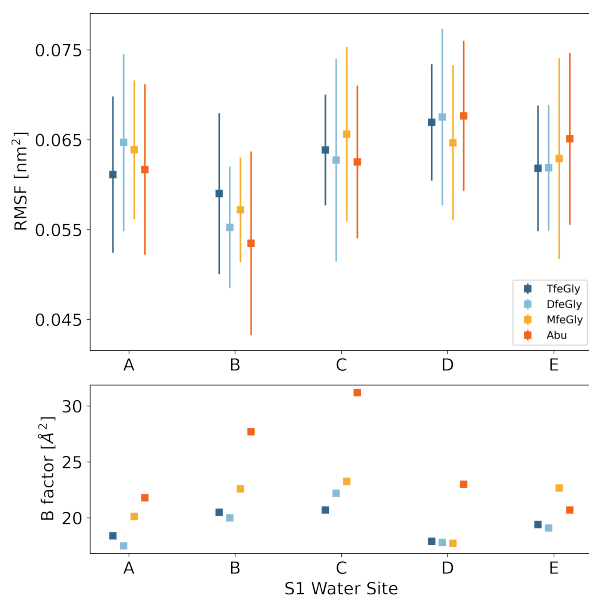 0.075
0.065
0.055
0.045
RMSF [nm²]
A B C D E
TfeGly
DfeGly
MfeGly
Abu
30
25
20
B factor [Å²]
A B C D E
S1 Water Site